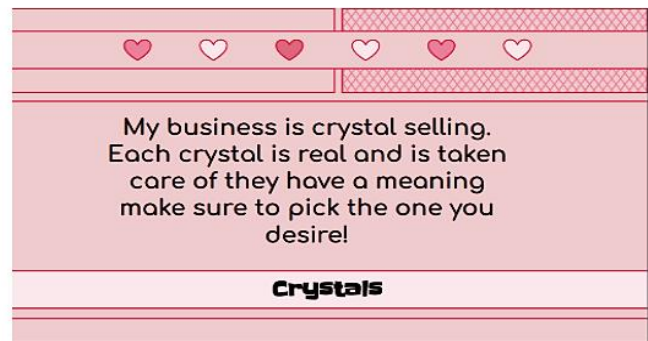 My business is crystal selling.
Each crystal is real and is taken
care of they have a meaning
make sure to pick the one you
desire!
Crystals